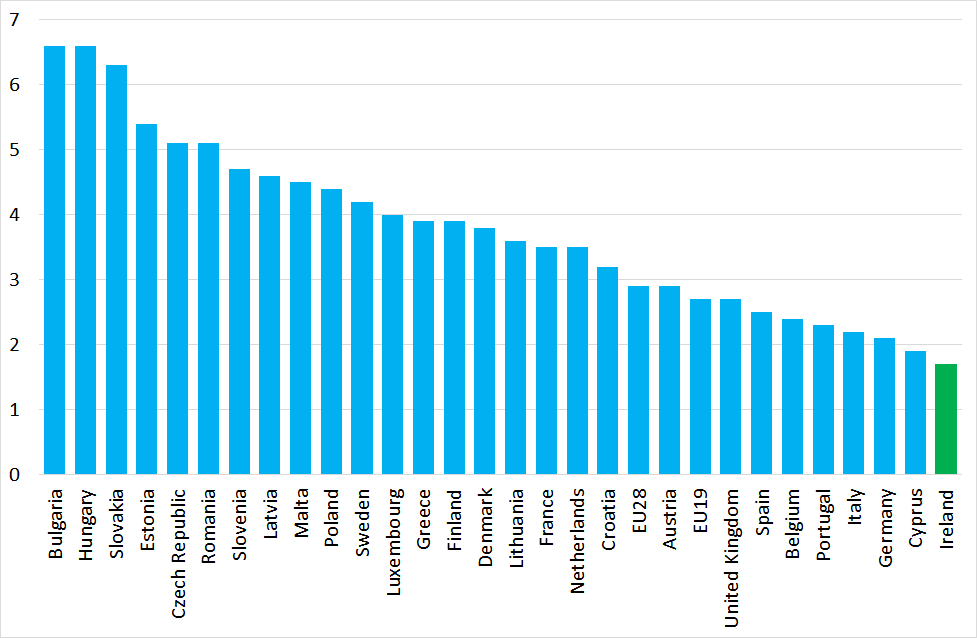 7
6
5
4
3
2
1
0
Bulgaria
Hungary
Slovakia
Estonia
Czech Republic
Romania
Slovenia
Latvia
Malta
Poland
Sweden
Luxembourg
Greece
Finland
Denmark
Lithuania
France
Netherlands
Croatia
EU28
Austria
EU19
United Kingdom
Spain
Belgium
Portugal
Italy
Germany
Cyprus
Ireland